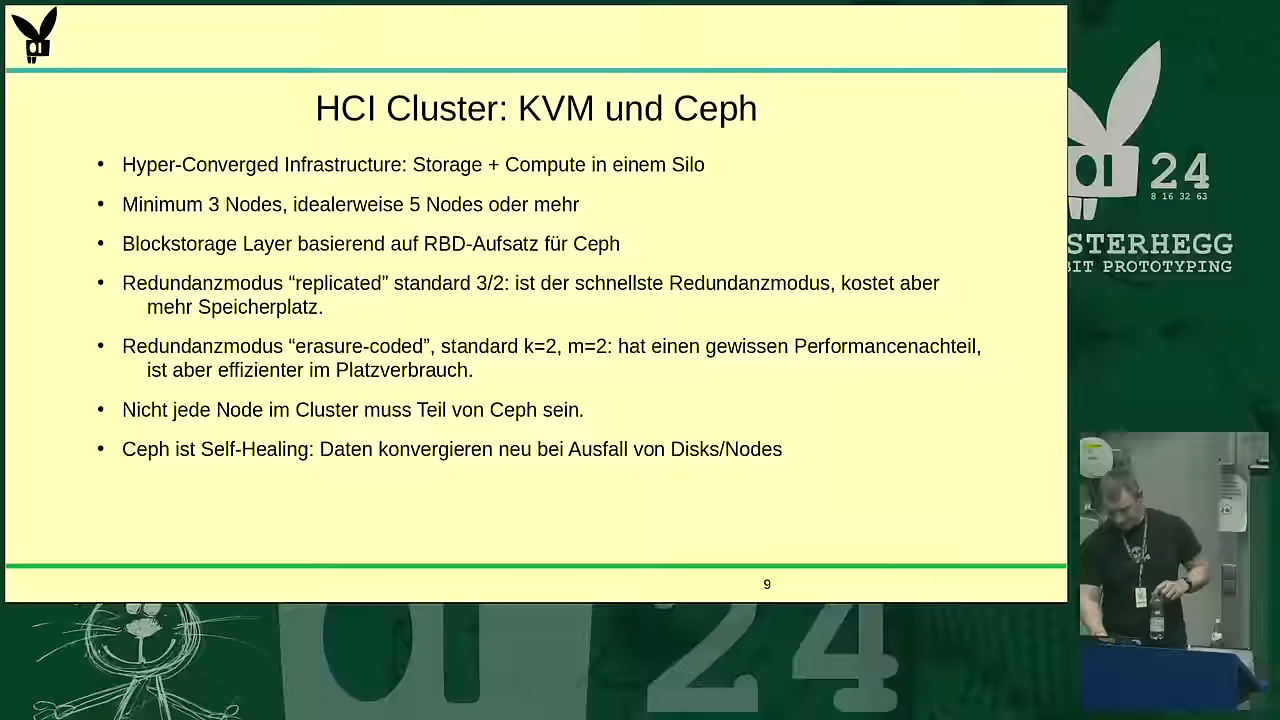 HCI Cluster: KVM und Ceph
• Hyper-Converged Infrastructure: Storage + Compute in einem Silo
• Minimum 3 Nodes, idealerweise 5 Nodes oder mehr
• Blockstorage Layer basierend auf RBD-Aufsatz für Ceph
• Redundanzmodus “replicated” standard 3/2: ist der schnellste Redundanzmodus, kostet aber
mehr Speicherplatz.
• Redundanzmodus “erasure-coded”, standard k=2, m=2: hat einen gewissen Performancenachteil,
ist aber effizienter im Platzverbrauch.
• Nicht jede Node im Cluster muss Teil von Ceph sein.
• Ceph ist Self-Healing: Daten konvergieren neu bei Ausfall von Disks/Nodes
9
24
8 16 32 63
STERHEGG
BIT PROTOTYPING
24